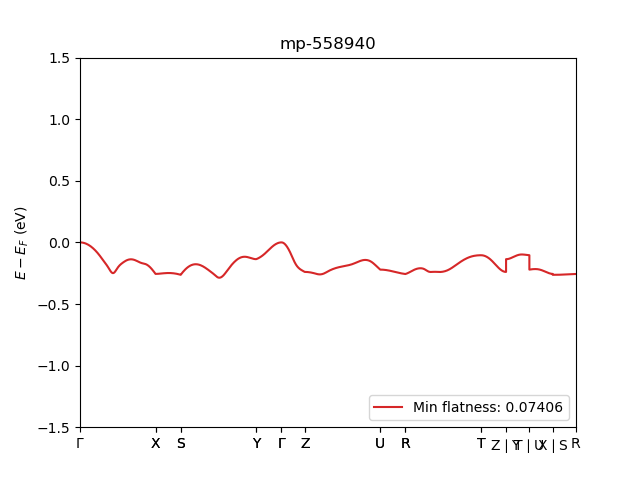 mp-558940
1.5
1.0
0.5
0.0
−0.5
−1.0
−1.5
E − E_F (eV)
Min flatness: 0.07406
Γ X S Y Γ Z U R T Z | Y T | U X | S R